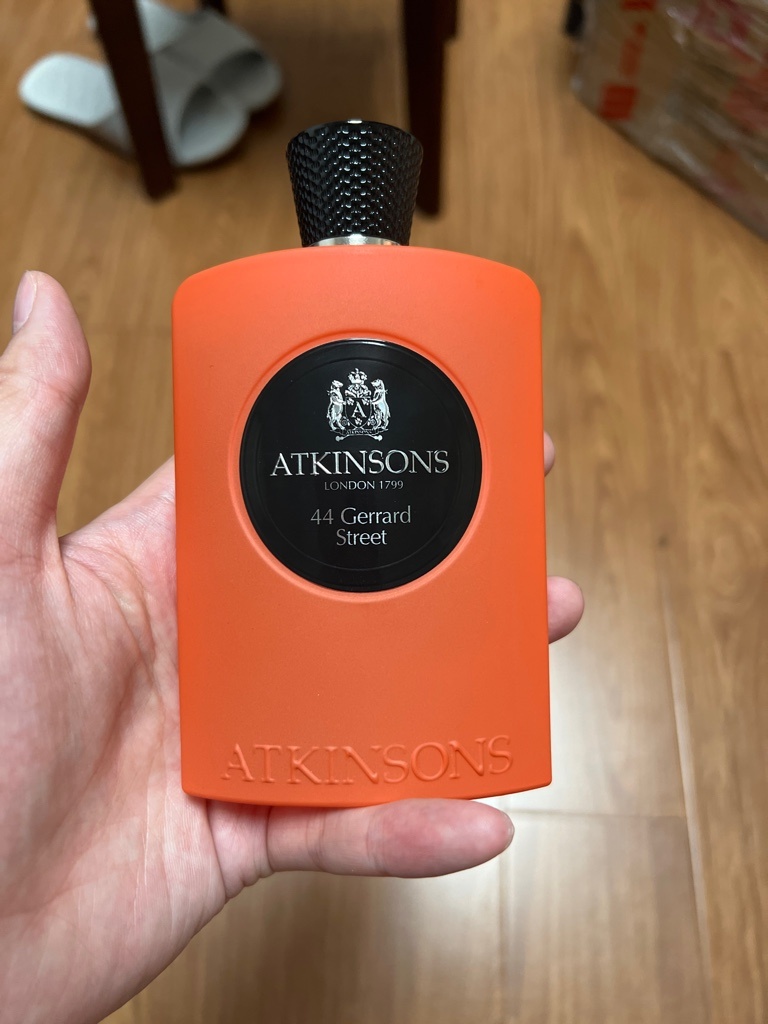 A
ATKINSONS
LONDON 1799
44 Gerrard
Street
ATKINSONS